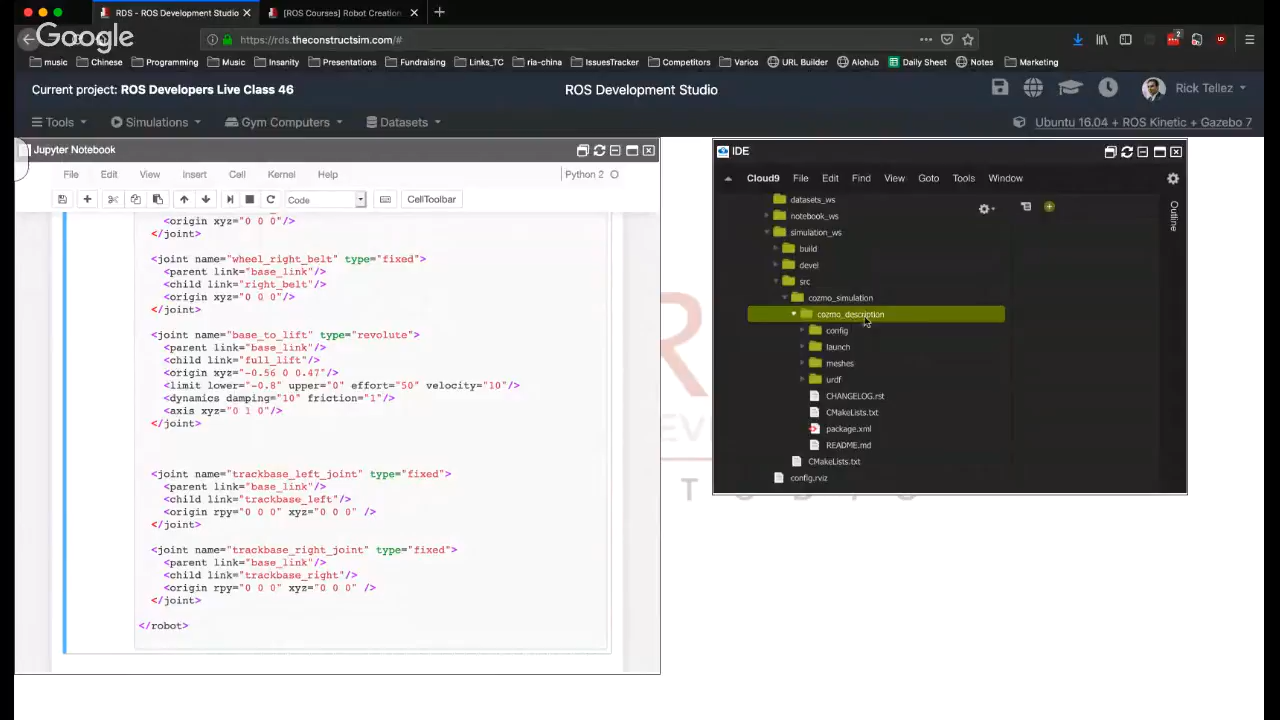 RDS - ROS Development Studio
[ROS Courses] Robot Creation
Google
https://rds.theconstructsim.com/#
2
music
Chinese
Programming
Music
Insanity
Presentations
Fundraising
Links_TC
ria-china
IssuesTracker
Competitors
Varios
URL Builder
Alohub
Daily Sheet
Notes
Marketing
Current project: ROS Developers Live Class 46
ROS Development Studio
Rick Tellez
Tools
Simulations
Gym Computers
Datasets
Ubuntu 16.04 + ROS Kinetic + Gazebo 7
Jupyter Notebook
File Edit View Insert Cell Kernel Help
Python 2
Code
CellToolbar
<origin xyz="0 0 0"/>
</joint>
<joint name="wheel_right_belt" type="fixed">
<parent link="base_link"/>
<child link="right_belt"/>
<origin xyz="0 0 0"/>
</joint>
<joint name="base_to_lift" type="revolute">
<parent link="base_link"/>
<child link="full_lift"/>
<origin xyz="-0.56 0 0.47"/>
<limit lower="-0.8" upper="0" effort="50" velocity="10"/>
<dynamics damping="10" friction="1"/>
<axis xyz="0 1 0"/>
</joint>
<joint name="trackbase_left_joint" type="fixed">
<parent link="base_link"/>
<child link="trackbase_left"/>
<origin rpy="0 0 0" xyz="0 0 0" />
</joint>
<joint name="trackbase_right_joint" type="fixed">
<parent link="base_link"/>
<child link="trackbase_right"/>
<origin rpy="0 0 0" xyz="0 0 0" />
</joint>
</robot>
IDE
Cloud9 File Edit Find View Goto Tools Window
datasets_ws
notebook_ws
simulation_ws
build
devel
src
cozmo_simulation
cozmo_description
config
launch
meshes
urdf
CHANGELOG.rst
CMakeLists.txt
package.xml
README.md
CMakeLists.txt
config.rviz
Outline